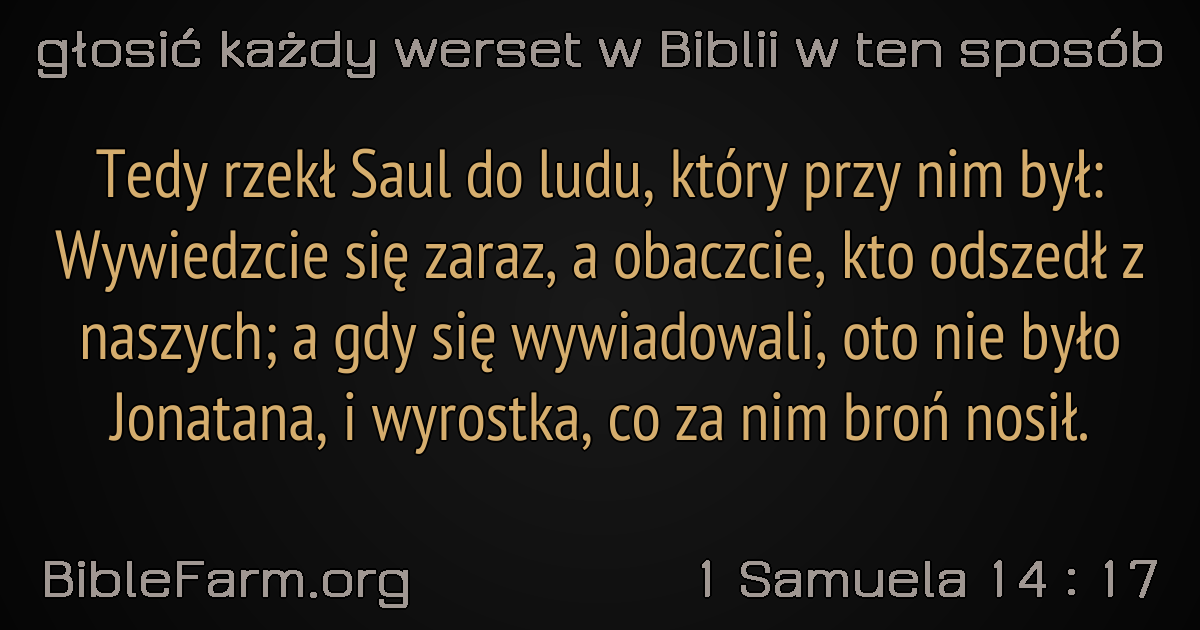 głosić każdy werset w Biblii w ten sposób
Tedy rzekł Saul do ludu, który przy nim był:
Wywiedzcie się zaraz, a obaczcie, kto odszedł z
naszych; a gdy się wywiadowali, oto nie było
Jonatana, i wyrostka, co za nim broń nosił.
BibleFarm.org
1 Samuela 14 : 17